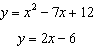 y = x² − 7x + 12
y = 2x − 6